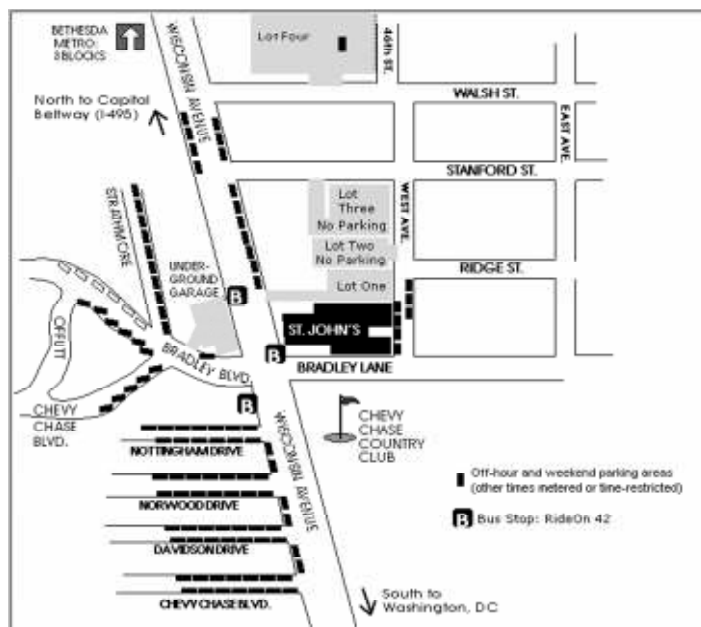 BETHESDA
METRO:
3 BLOCKS
WISCONSIN AVENUE
Lot Four
46th ST.
WALSH ST.
EAST AVE.
North to Capital
Beltway (I-495)
STANFORD ST.
STRATHMORE
Lot
Three
No Parking
WEST AVE.
Lot Two
No Parking
RIDGE ST.
UNDER-
GROUND
GARAGE
B
Lot One
ST. JOHN'S
OFFUTT
BRADLEY BLVD.
B
BRADLEY LANE
CHEVY
CHASE
BLVD.
B
WISCONSIN AVENUE
CHEVY
CHASE
COUNTRY
CLUB
NOTTINGHAM DRIVE
Off-hour and weekend parking areas
(other times metered or time-restricted)
NORWOOD DRIVE
B Bus Stop: RideOn 42
DAVIDSON DRIVE
CHEVY CHASE BLVD.
South to
Washington, DC